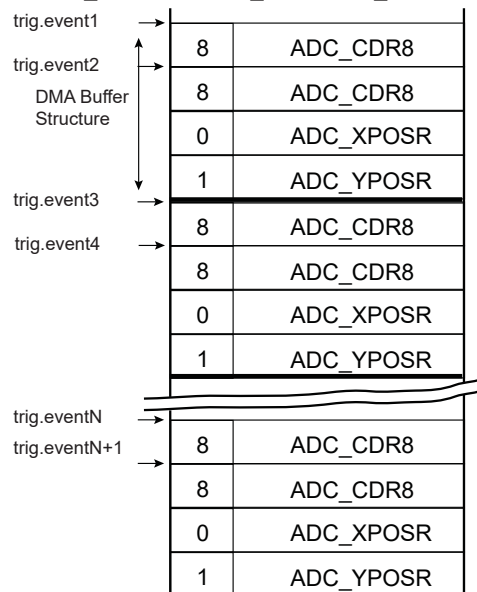 trig.event1
8 ADC_CDR8
trig.event2
8 ADC_CDR8
DMA Buffer
Structure
0 ADC_XPOSR
1 ADC_YPOSR
trig.event3
8 ADC_CDR8
trig.event4
8 ADC_CDR8
0 ADC_XPOSR
1 ADC_YPOSR
trig.eventN
8 ADC_CDR8
trig.eventN+1
8 ADC_CDR8
0 ADC_XPOSR
1 ADC_YPOSR